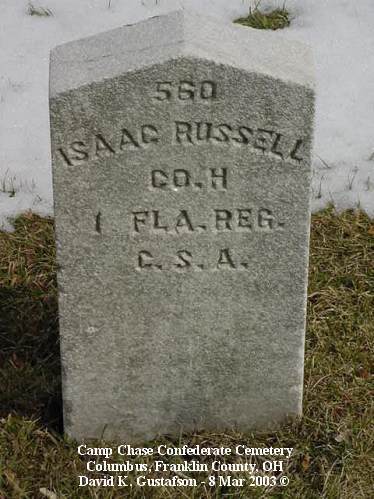 560
ISAAC RUSSELL
CO. H
1 FLA. REG.
C. S. A.
Camp Chase Confederate Cemetery
Columbus, Franklin County, OH
David K. Gustafson - 8 Mar 2003 ©